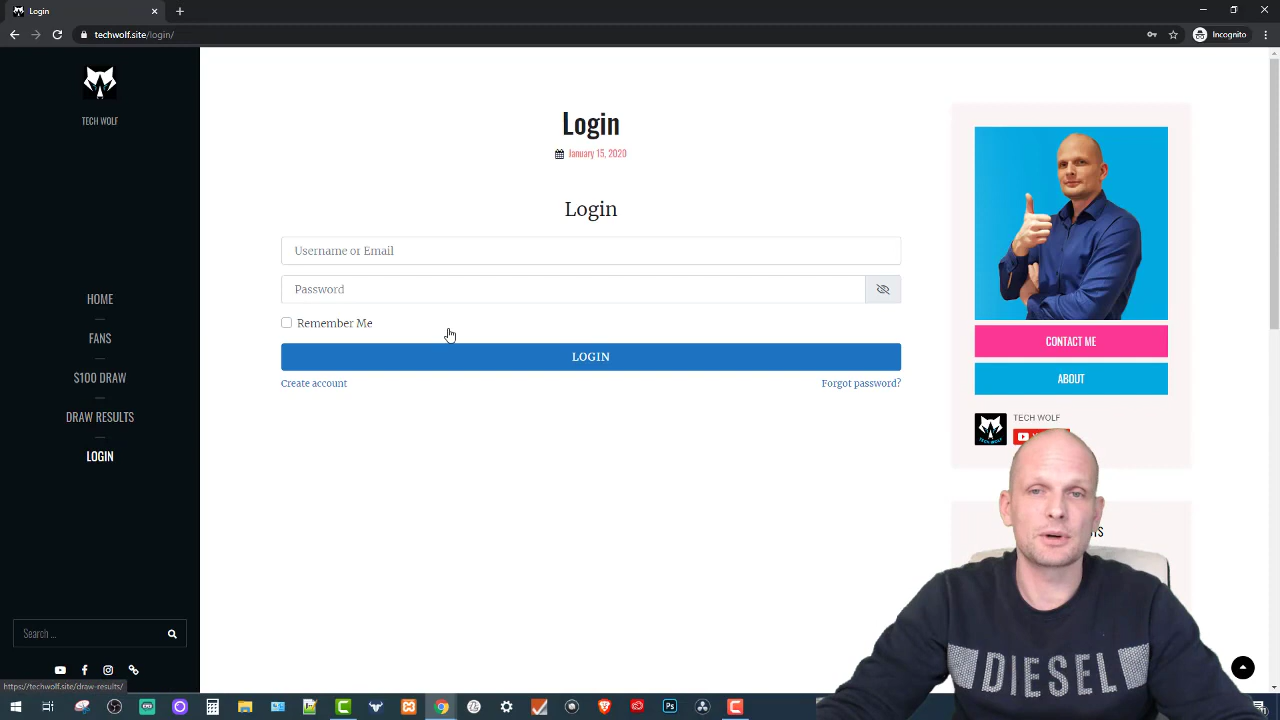 Login
techwolf.site/login/
Incognito
TECH WOLF
HOME
FANS
$100 DRAW
DRAW RESULTS
LOGIN
Search ...
https://techwolf.site/draw-results/
Login
January 15, 2020
Login
Username or Email
Password
Remember Me
LOGIN
Create account
Forgot password?
CONTACT ME
ABOUT
TECH WOLF
DIESEL